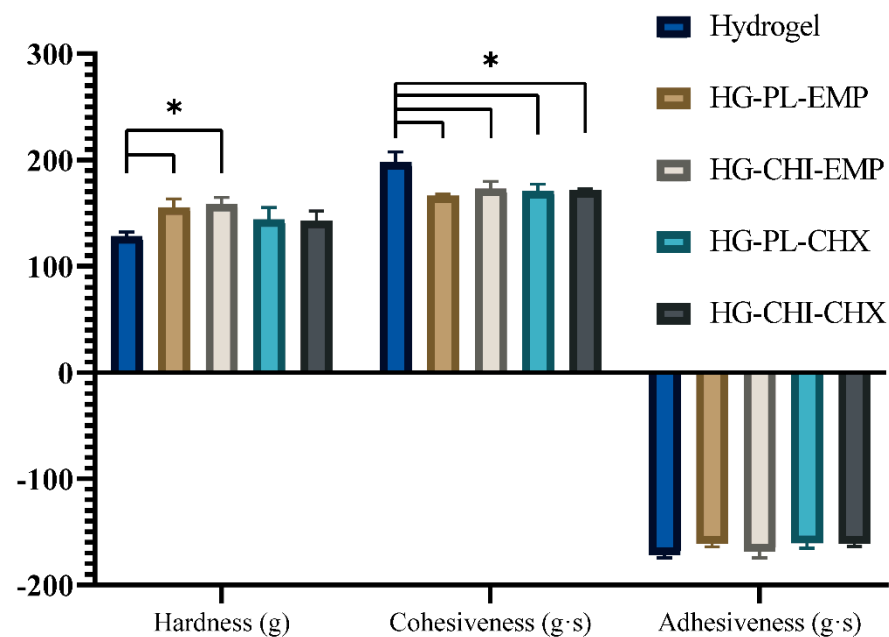 Hydrogel
HG-PL-EMP
HG-CHI-EMP
HG-PL-CHX
HG-CHI-CHX
300
200
100
0
-100
-200
*
*
Hardness (g)
Cohesiveness (g·s)
Adhesiveness (g·s)